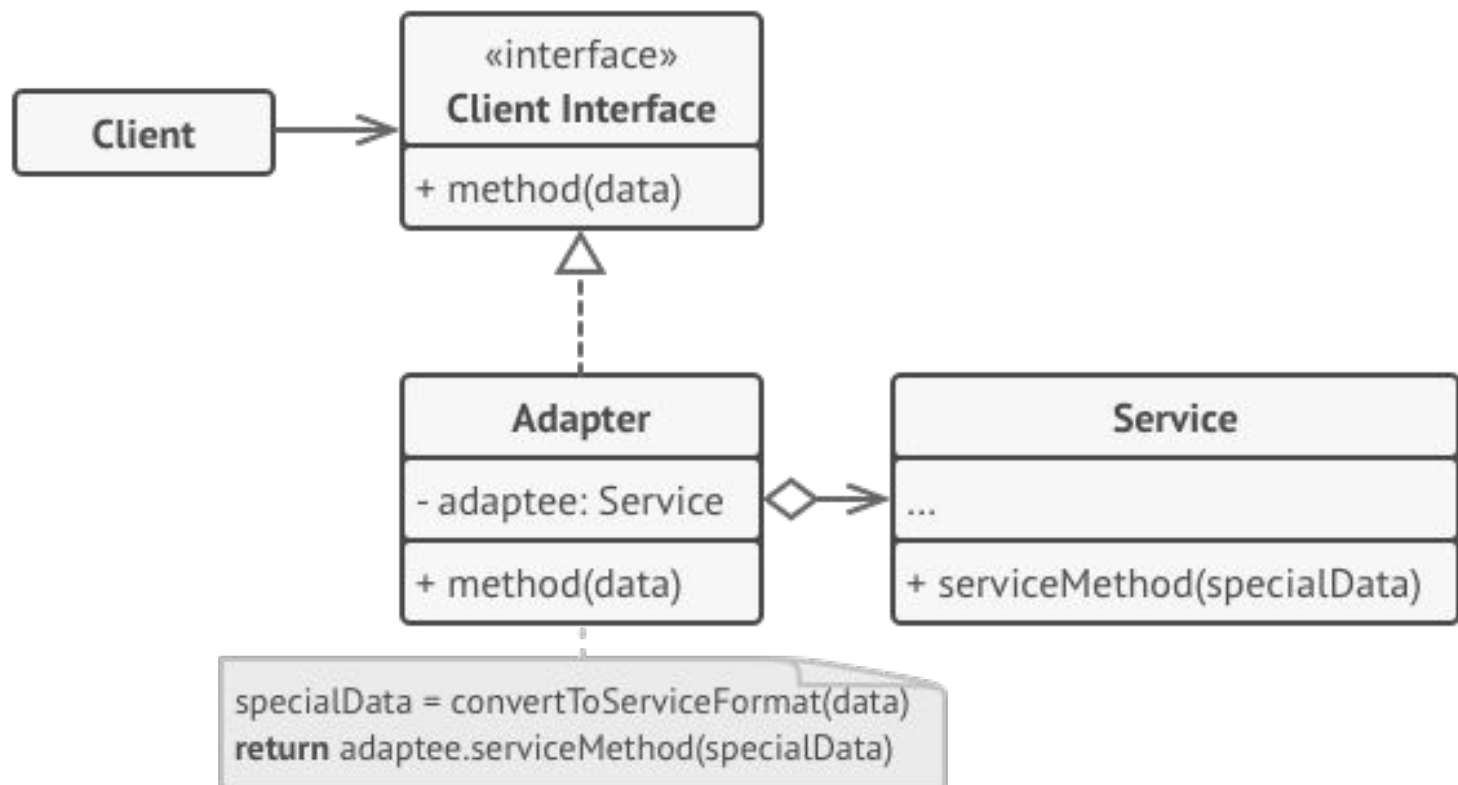 «interface»
Client Interface
Client
+ method(data)
Adapter
- adaptee: Service
+ method(data)
Service
...
+ serviceMethod(specialData)
specialData = convertToServiceFormat(data)
return adaptee.serviceMethod(specialData)